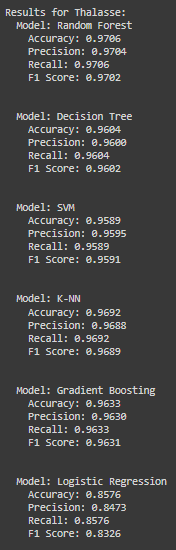 Results for Thalasse:
Model: Random Forest
Accuracy: 0.9706
Precision: 0.9704
Recall: 0.9706
F1 Score: 0.9702
Model: Decision Tree
Accuracy: 0.9604
Precision: 0.9600
Recall: 0.9604
F1 Score: 0.9602
Model: SVM
Accuracy: 0.9589
Precision: 0.9595
Recall: 0.9589
F1 Score: 0.9591
Model: K-NN
Accuracy: 0.9692
Precision: 0.9688
Recall: 0.9692
F1 Score: 0.9689
Model: Gradient Boosting
Accuracy: 0.9633
Precision: 0.9630
Recall: 0.9633
F1 Score: 0.9631
Model: Logistic Regression
Accuracy: 0.8576
Precision: 0.8473
Recall: 0.8576
F1 Score: 0.8326